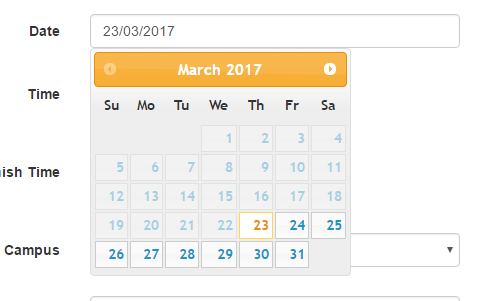 Date 23/03/2017
March 2017
Su Mo Tu We Th Fr Sa
1 2 3 4
Time
5 6 7 8 9 10 11
12 13 14 15 16 17 18
nish Time
19 20 21 22 23 24 25
Campus
26 27 28 29 30 31